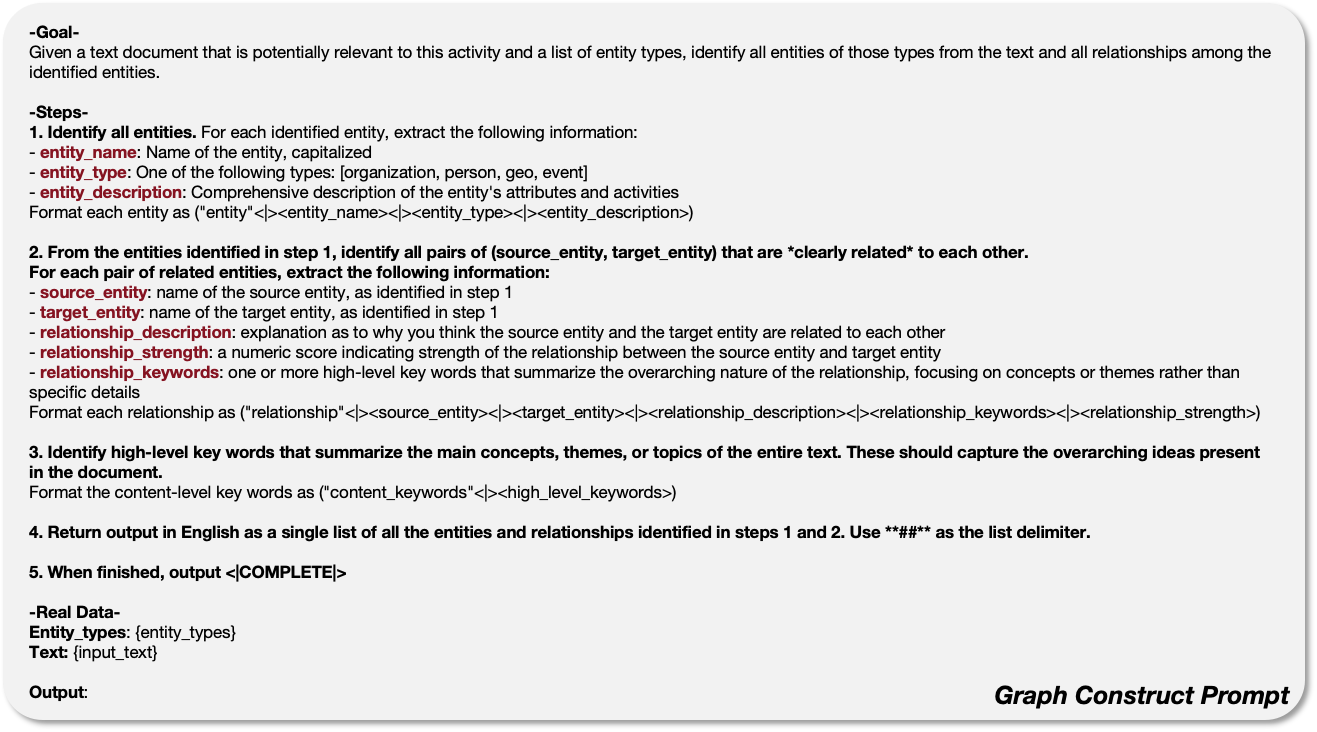 -Goal-
Given a text document that is potentially relevant to this activity and a list of entity types, identify all entities of those types from the text and all relationships among the
identified entities.
-Steps-
1. Identify all entities. For each identified entity, extract the following information:
- entity_name: Name of the entity, capitalized
- entity_type: One of the following types: [organization, person, geo, event]
- entity_description: Comprehensive description of the entity's attributes and activities
Format each entity as ("entity"<|><entity_name><|><entity_type><|><entity_description>)
2. From the entities identified in step 1, identify all pairs of (source_entity, target_entity) that are *clearly related* to each other.
For each pair of related entities, extract the following information:
- source_entity: name of the source entity, as identified in step 1
- target_entity: name of the target entity, as identified in step 1
- relationship_description: explanation as to why you think the source entity and the target entity are related to each other
- relationship_strength: a numeric score indicating strength of the relationship between the source entity and target entity
- relationship_keywords: one or more high-level key words that summarize the overarching nature of the relationship, focusing on concepts or themes rather than
specific details
Format each relationship as ("relationship"<|><source_entity><|><target_entity><|><relationship_description><|><relationship_keywords><|><relationship_strength>)
3. Identify high-level key words that summarize the main concepts, themes, or topics of the entire text. These should capture the overarching ideas present
in the document.
Format the content-level key words as ("content_keywords"<|><high_level_keywords>)
4. Return output in English as a single list of all the entities and relationships identified in steps 1 and 2. Use **##** as the list delimiter.
5. When finished, output <|COMPLETE|>
-Real Data-
Entity_types: {entity_types}
Text: {input_text}
Output:
Graph Construct Prompt